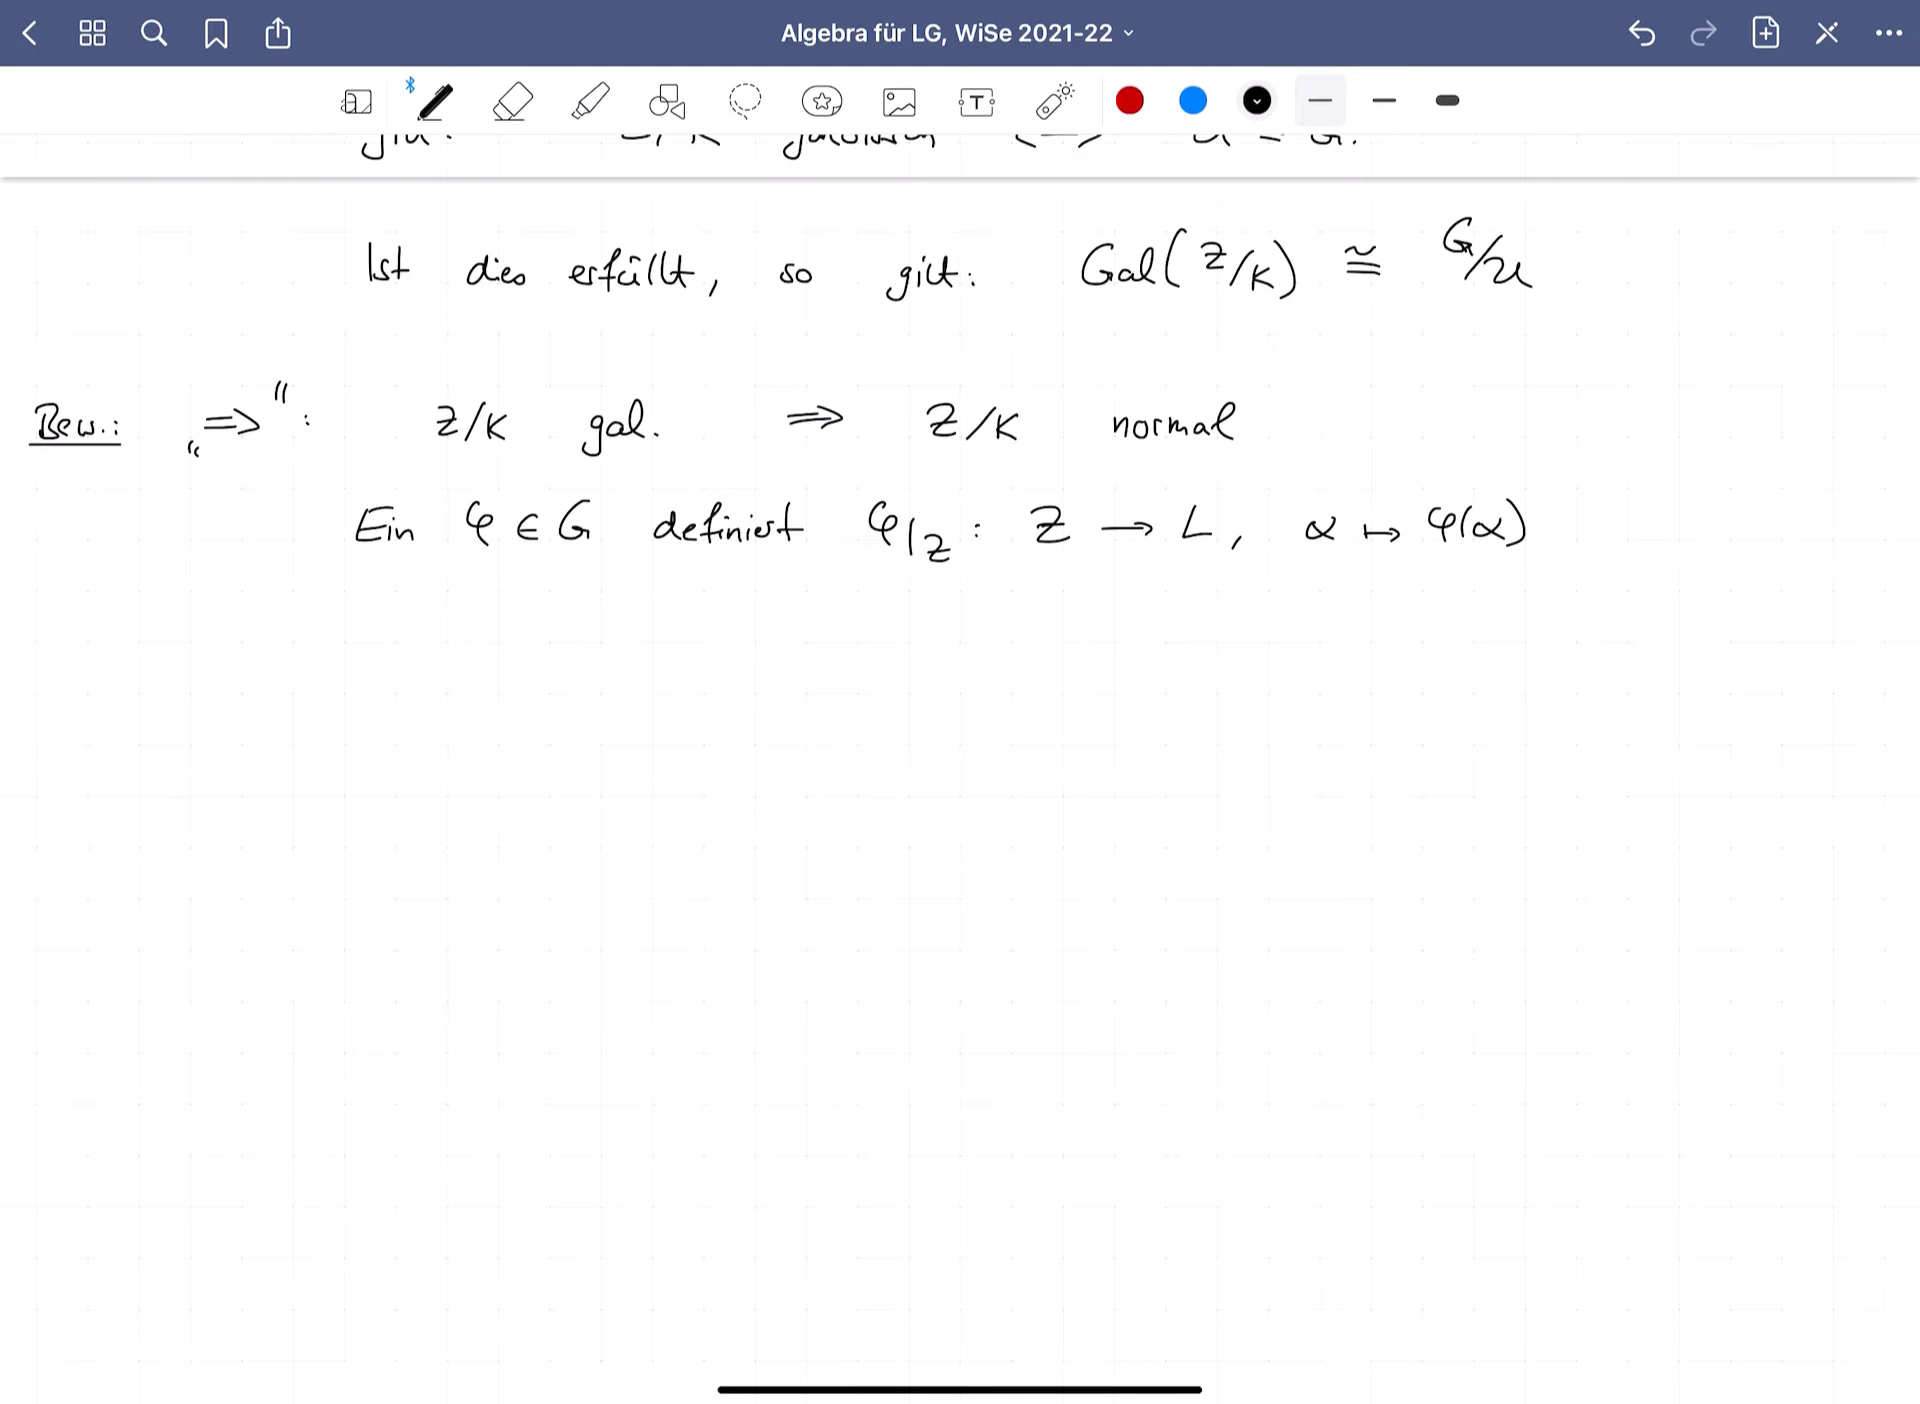 Algebra für LG, WiSe 2021-22
Ist dies erfüllt, so gilt: Gal(Z/K) ≅ G/U
Bew.: „⇒“: Z/K gal. ⇒ Z/K normal
Ein φ ∈ G definiert φ|Z : Z → L, α ↦ φ(α)